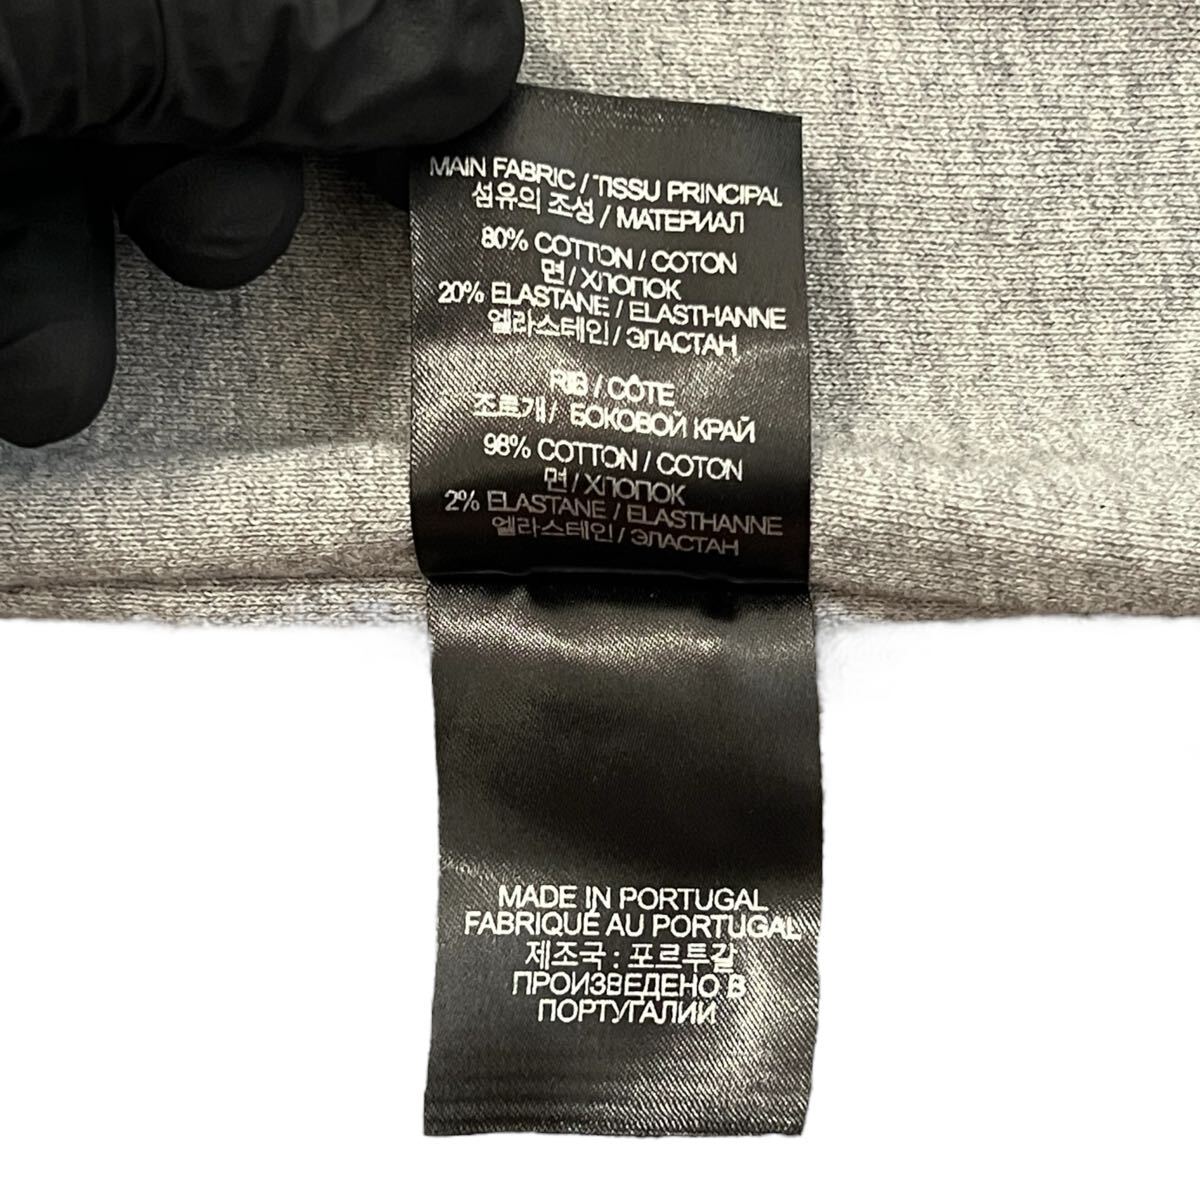 MAIN FABRIC / TISSU PRINCIPAL
섬유의 조성 / МАТЕРИАЛ
80% COTTON / COTON
면 / ХЛОПОК
20% ELASTANE / ELASTHANNE
엘라스테인 / ЭЛАСТАН
RIB / CÔTE
조르개 / БОКОВОЙ КРАЙ
98% COTTON / COTON
면 / ХЛОПОК
2% ELASTANE / ELASTHANNE
엘라스테인 / ЭЛАСТАН
MADE IN PORTUGAL
FABRIQUÉ AU PORTUGAL
제조국 : 포르투갈
ПРОИЗВЕДЕНО В
ПОРТУГАЛИИ